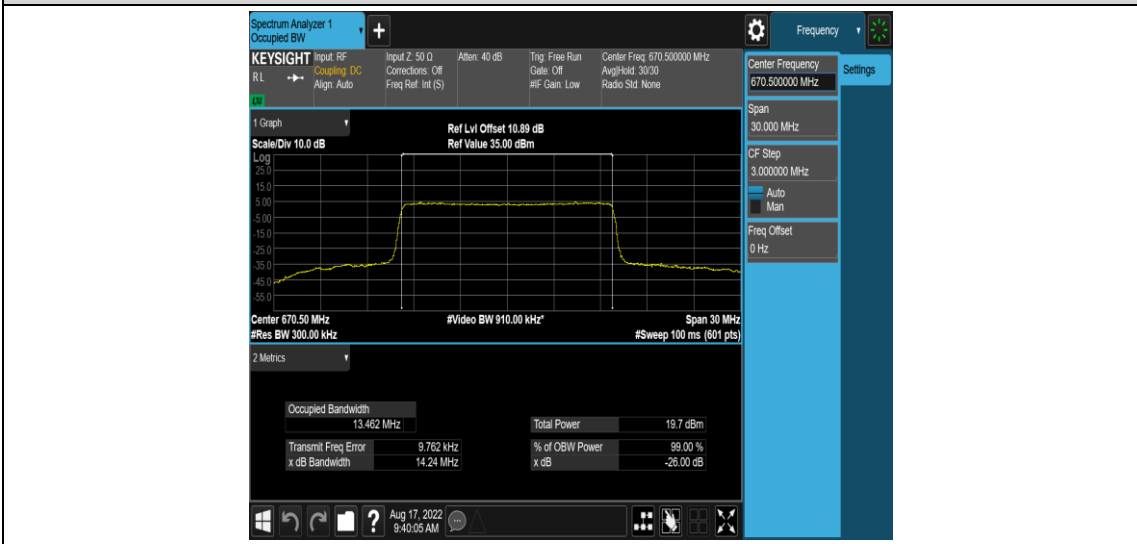 Spectrum Analyzer 1
Occupied BW
+
Frequency
KEYSIGHT Input: RF Input Z: 50 Ω Atten: 40 dB Trig: Free Run Center Freq: 670.500000 MHz
RL Coupling: DC Corrections: Off Gate: Off Avg|Hold: 30/30
Align: Auto Freq Ref: Int (S) #IF Gain: Low Radio Std: None
LXI
Center Frequency
670.500000 MHz
Settings
Span
30.000 MHz
CF Step
3.000000 MHz
Auto
Man
Freq Offset
0 Hz
1 Graph
Ref Lvl Offset 10.89 dB
Scale/Div 10.0 dB Ref Value 35.00 dBm
Log
25.0
15.0
5.00
-5.00
-15.0
-25.0
-35.0
-45.0
-55.0
Center 670.50 MHz #Video BW 910.00 kHz* Span 30 MHz
#Res BW 300.00 kHz #Sweep 100 ms (601 pts)
2 Metrics
Occupied Bandwidth
13.462 MHz Total Power 19.7 dBm
Transmit Freq Error 9.762 kHz % of OBW Power 99.00 %
x dB Bandwidth 14.24 MHz x dB -26.00 dB
? Aug 17, 2022
9:40:05 AM